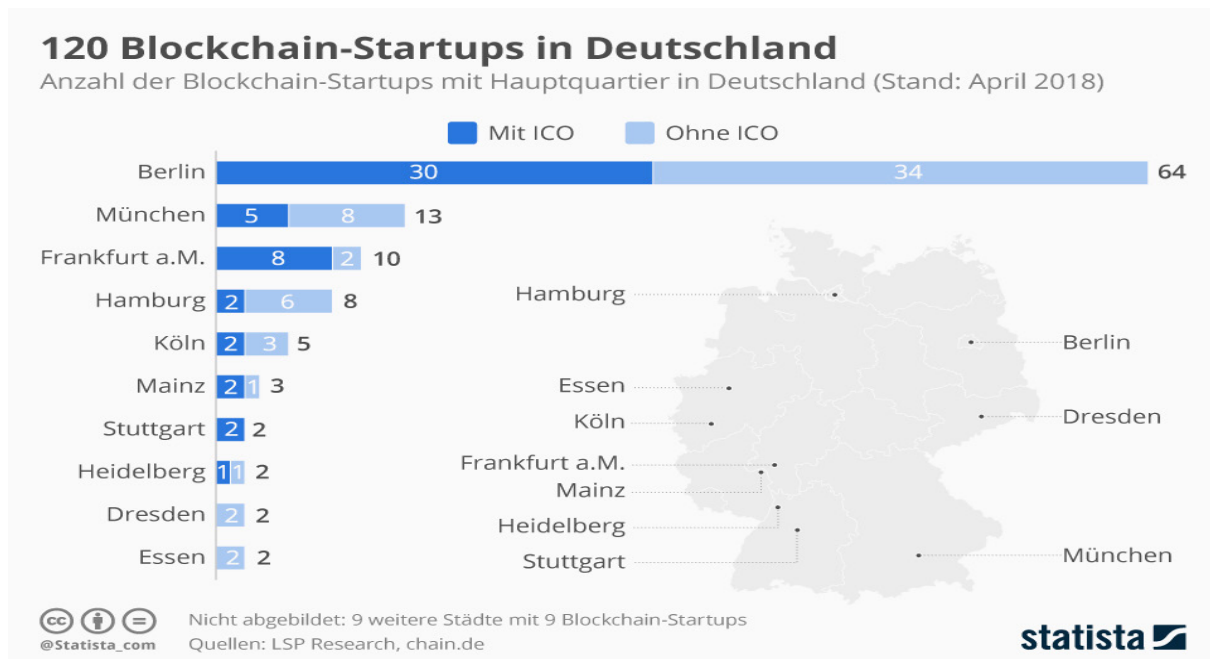 120 Blockchain-Startups in Deutschland
Anzahl der Blockchain-Startups mit Hauptquartier in Deutschland (Stand: April 2018)
Mit ICO Ohne ICO
Berlin 30 34 64
München 5 8 13
Frankfurt a.M. 8 2 10
Hamburg 2 6 8
Köln 2 3 5
Mainz 2 1 3
Stuttgart 2 2
Heidelberg 1 1 2
Dresden 2 2
Essen 2 2
Hamburg
Berlin
Essen
Dresden
Köln
Frankfurt a.M.
Mainz
Heidelberg
Stuttgart
München
cc
@Statista_com
Nicht abgebildet: 9 weitere Städte mit 9 Blockchain-Startups
Quellen: LSP Research, chain.de
statista